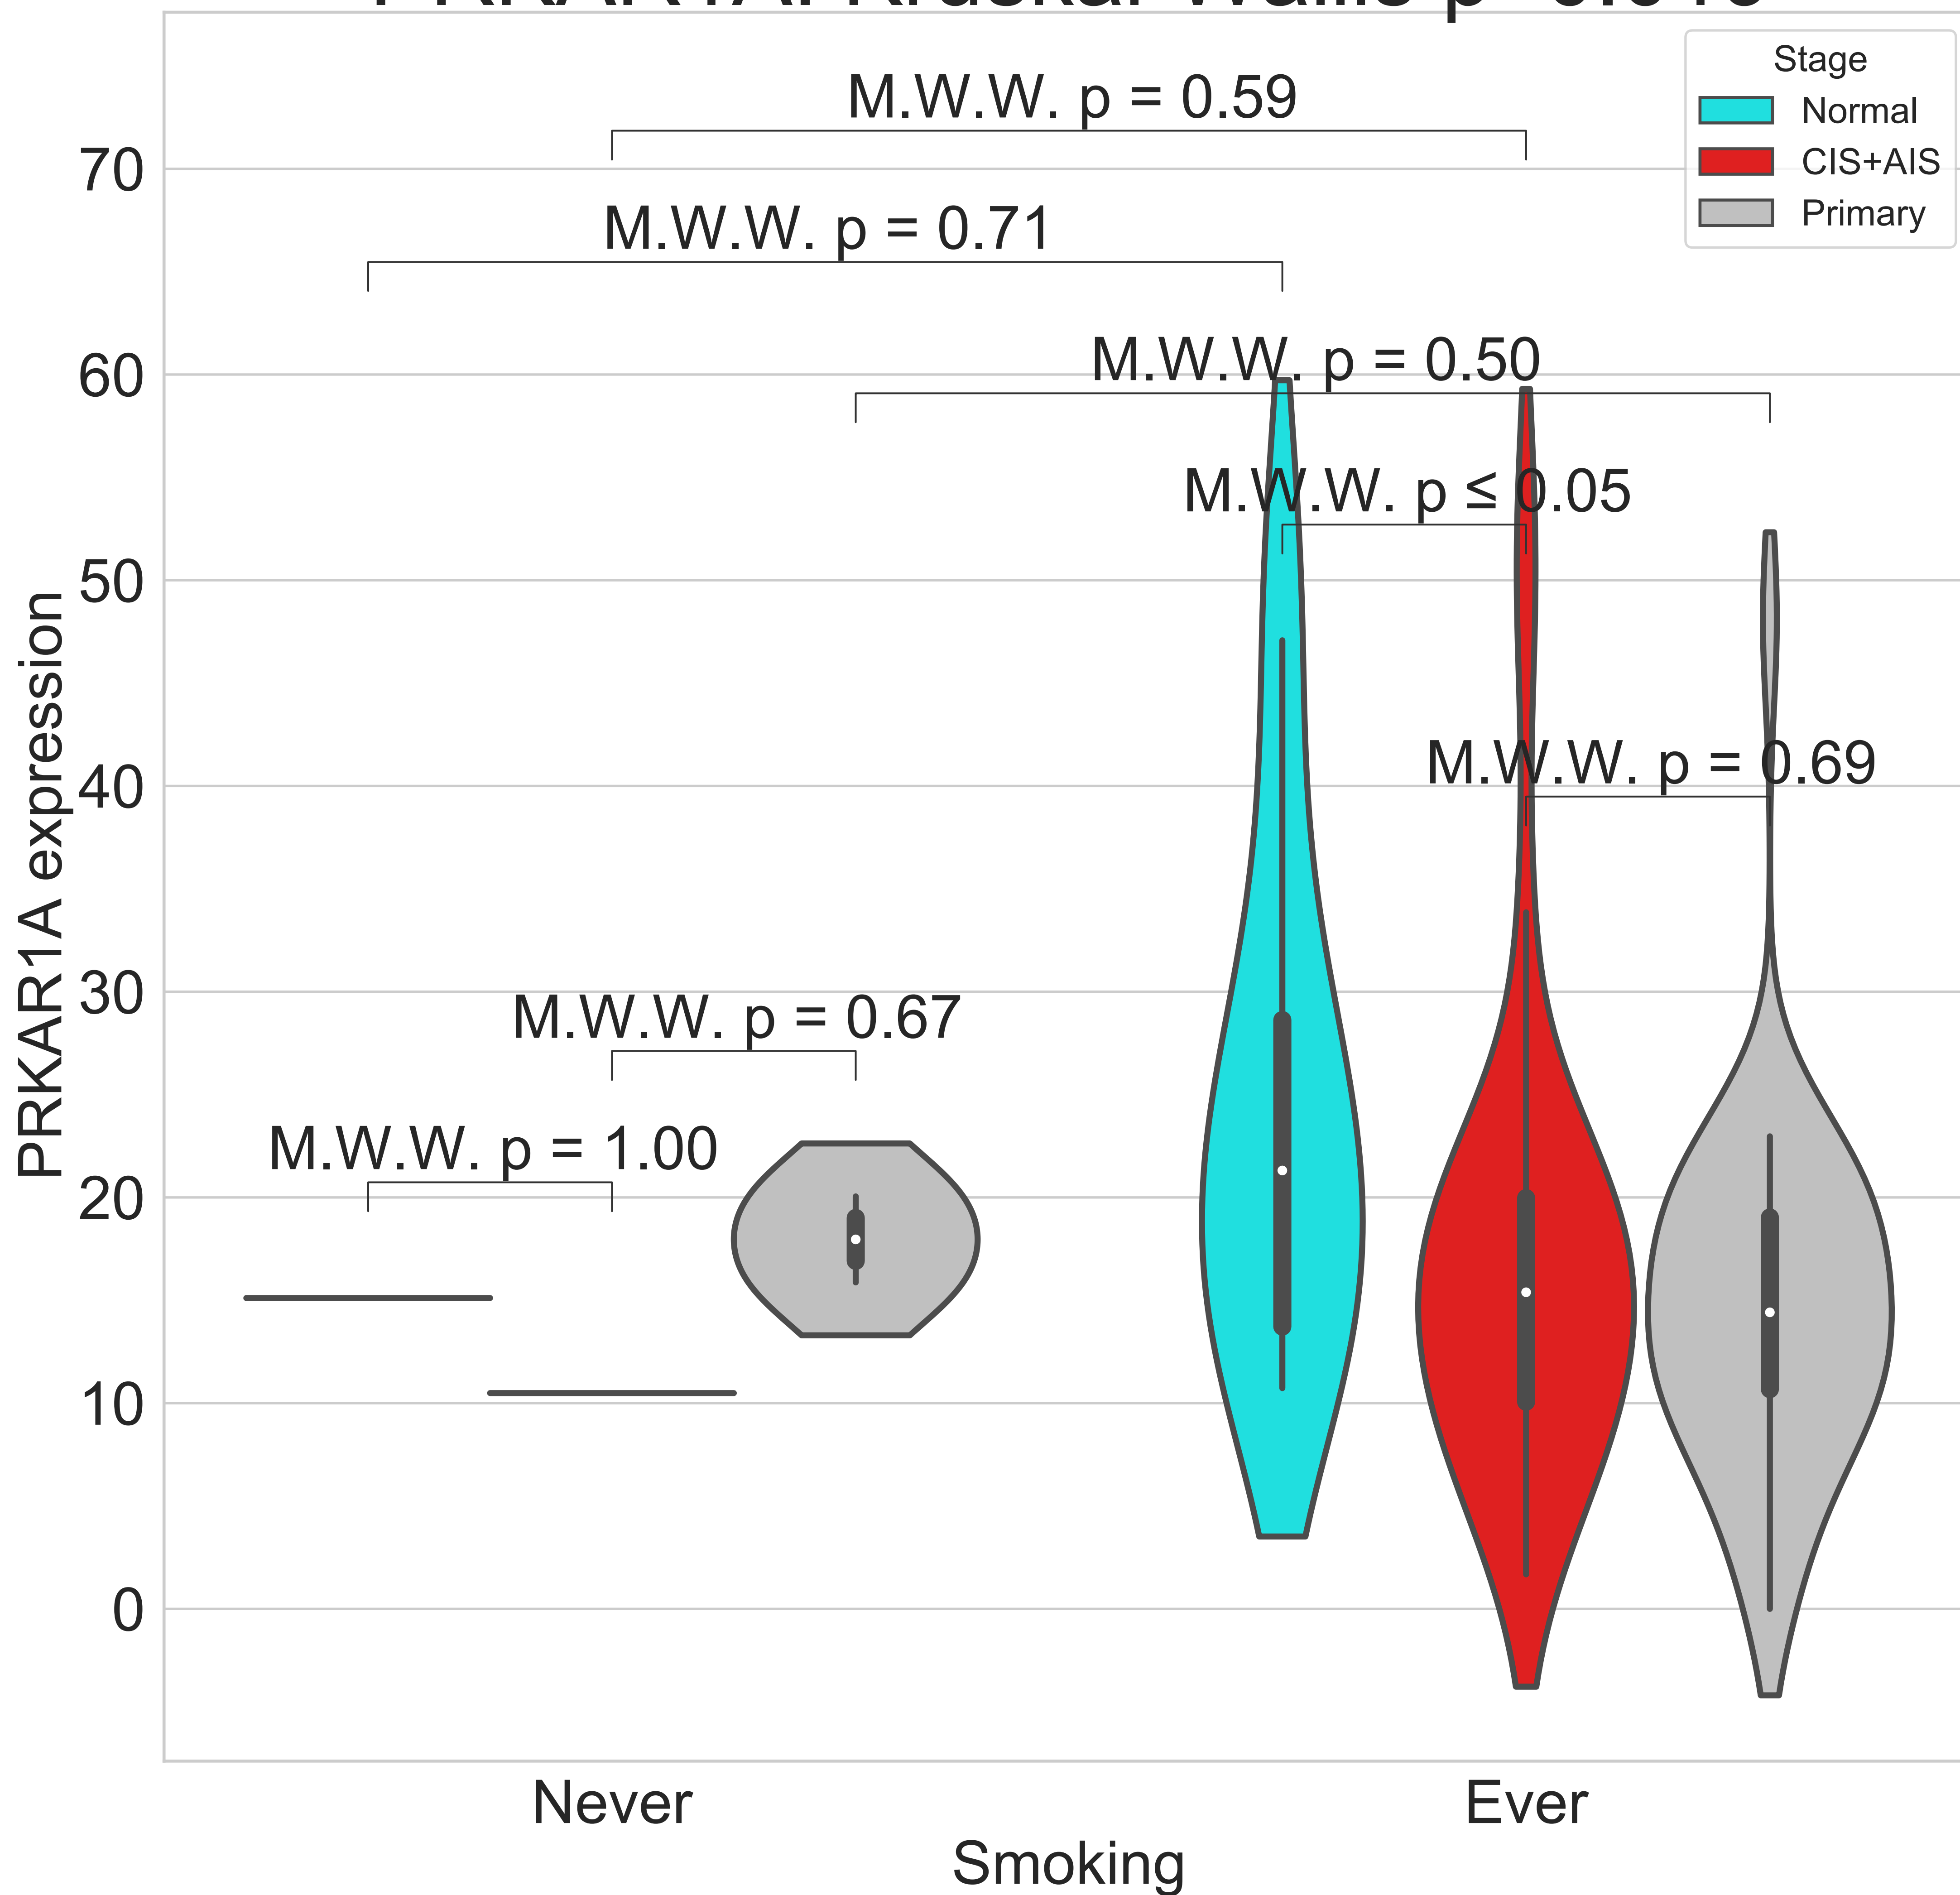 Stage
Normal
CIS+AIS
Primary
M.W.W. p = 0.59
M.W.W. p = 0.71
M.W.W. p = 0.50
M.W.W. p ≤ 0.05
M.W.W. p = 0.69
M.W.W. p = 0.67
M.W.W. p = 1.00
70
60
50
40
30
20
10
0
PRKAR1A expression
Never
Ever
Smoking